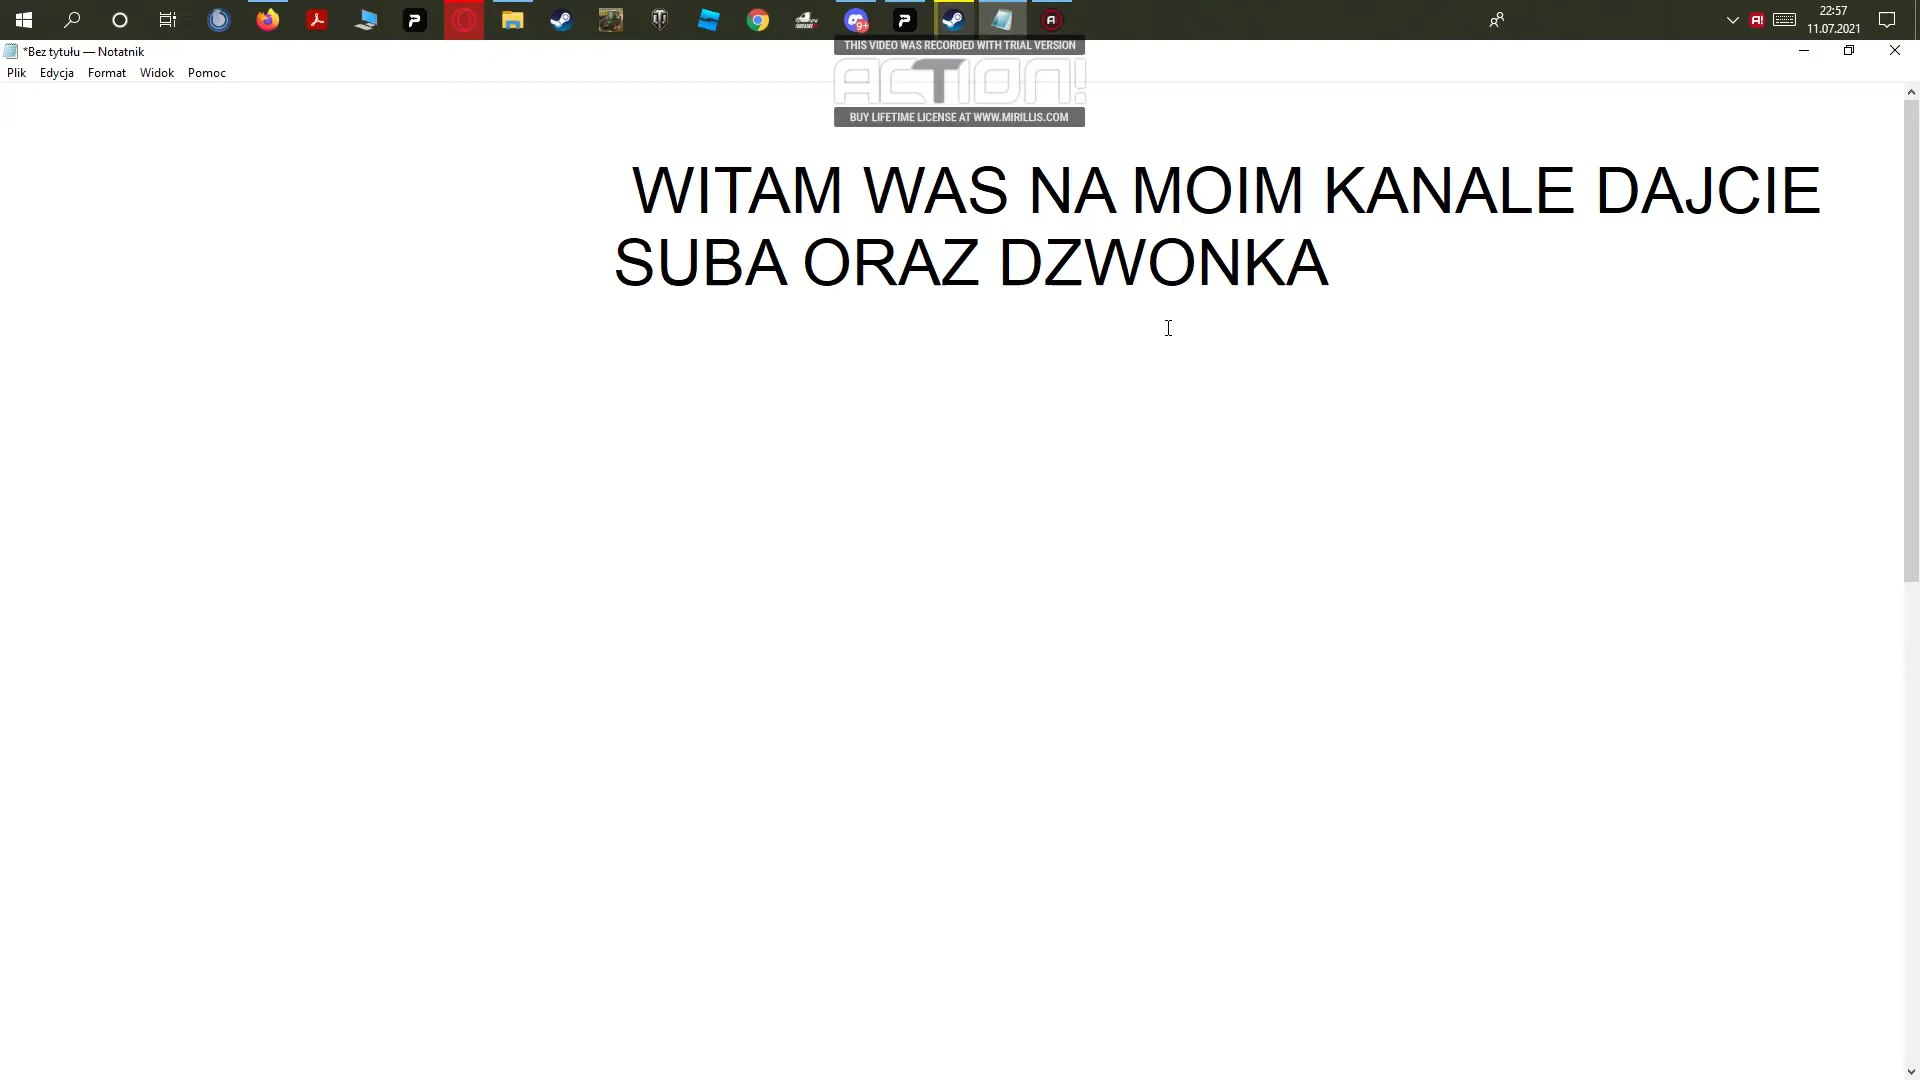 22:57
11.07.2021
9+
*Bez tytułu — Notatnik
Plik Edycja Format Widok Pomoc
THIS VIDEO WAS RECORDED WITH TRIAL VERSION
ACTION!
BUY LIFETIME LICENSE AT WWW.MIRILLIS.COM
WITAM WAS NA MOIM KANALE DAJCIE
SUBA ORAZ DZWONKA